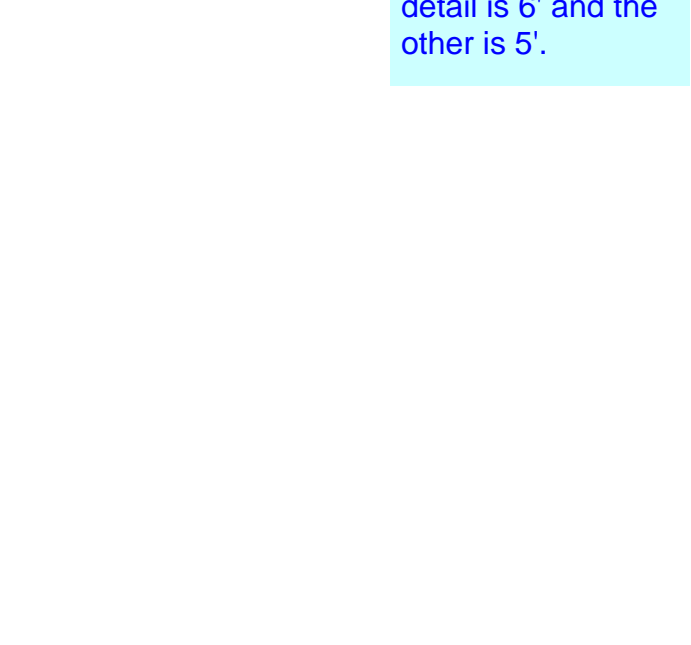 detail is 6' and the
other is 5'.